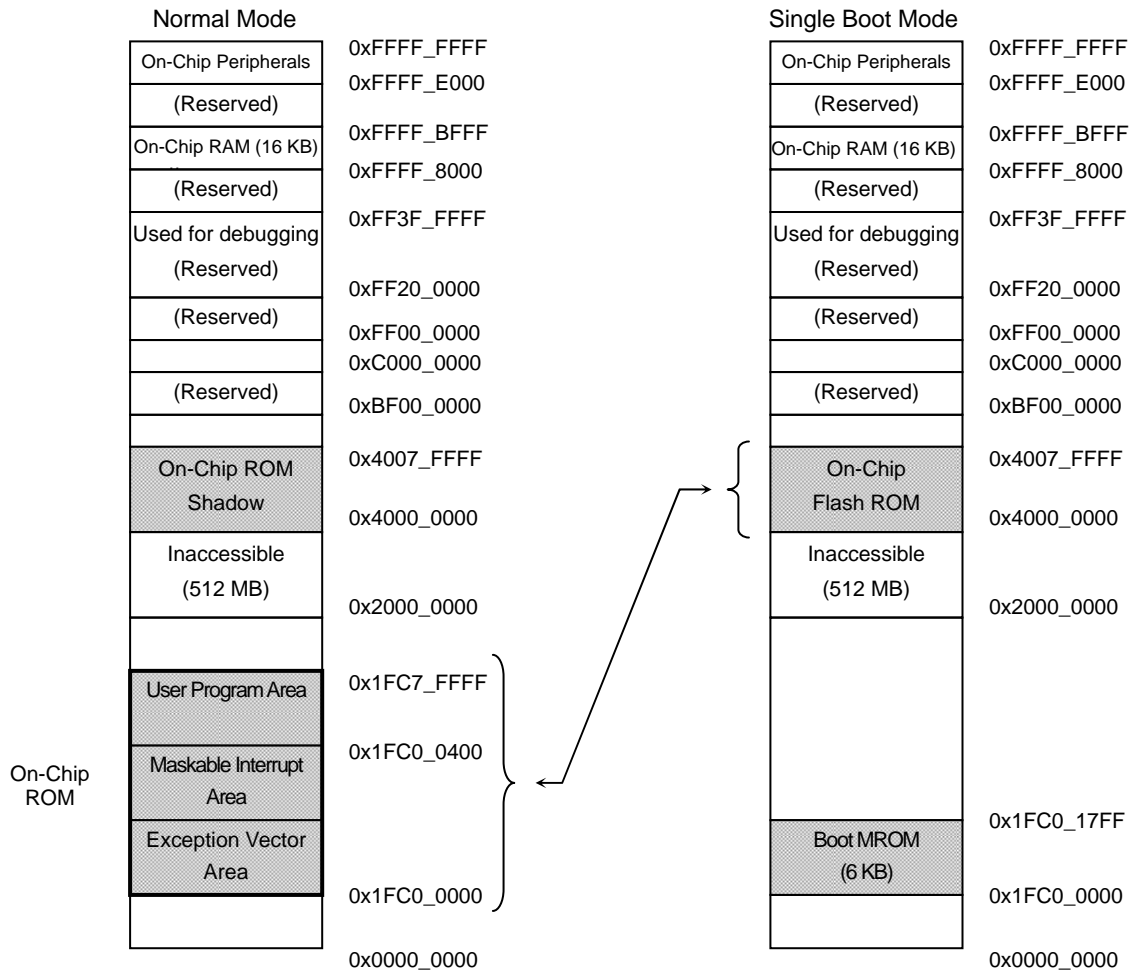 Normal Mode
On-Chip Peripherals
(Reserved)
On-Chip RAM (16 KB)
(Reserved)
Used for debugging
(Reserved)
(Reserved)
(Reserved)
On-Chip ROM
Shadow
Inaccessible
(512 MB)
User Program Area
Maskable Interrupt
Area
Exception Vector
Area
On-Chip
ROM
0xFFFF_FFFF
0xFFFF_E000
0xFFFF_BFFF
0xFFFF_8000
0xFF3F_FFFF
0xFF20_0000
0xFF00_0000
0xC000_0000
0xBF00_0000
0x4007_FFFF
0x4000_0000
0x2000_0000
0x1FC7_FFFF
0x1FC0_0400
0x1FC0_0000
0x0000_0000
Single Boot Mode
On-Chip Peripherals
(Reserved)
On-Chip RAM (16 KB)
(Reserved)
Used for debugging
(Reserved)
(Reserved)
(Reserved)
On-Chip
Flash ROM
Inaccessible
(512 MB)
Boot MROM
(6 KB)
0xFFFF_FFFF
0xFFFF_E000
0xFFFF_BFFF
0xFFFF_8000
0xFF3F_FFFF
0xFF20_0000
0xFF00_0000
0xC000_0000
0xBF00_0000
0x4007_FFFF
0x4000_0000
0x2000_0000
0x1FC0_17FF
0x1FC0_0000
0x0000_0000